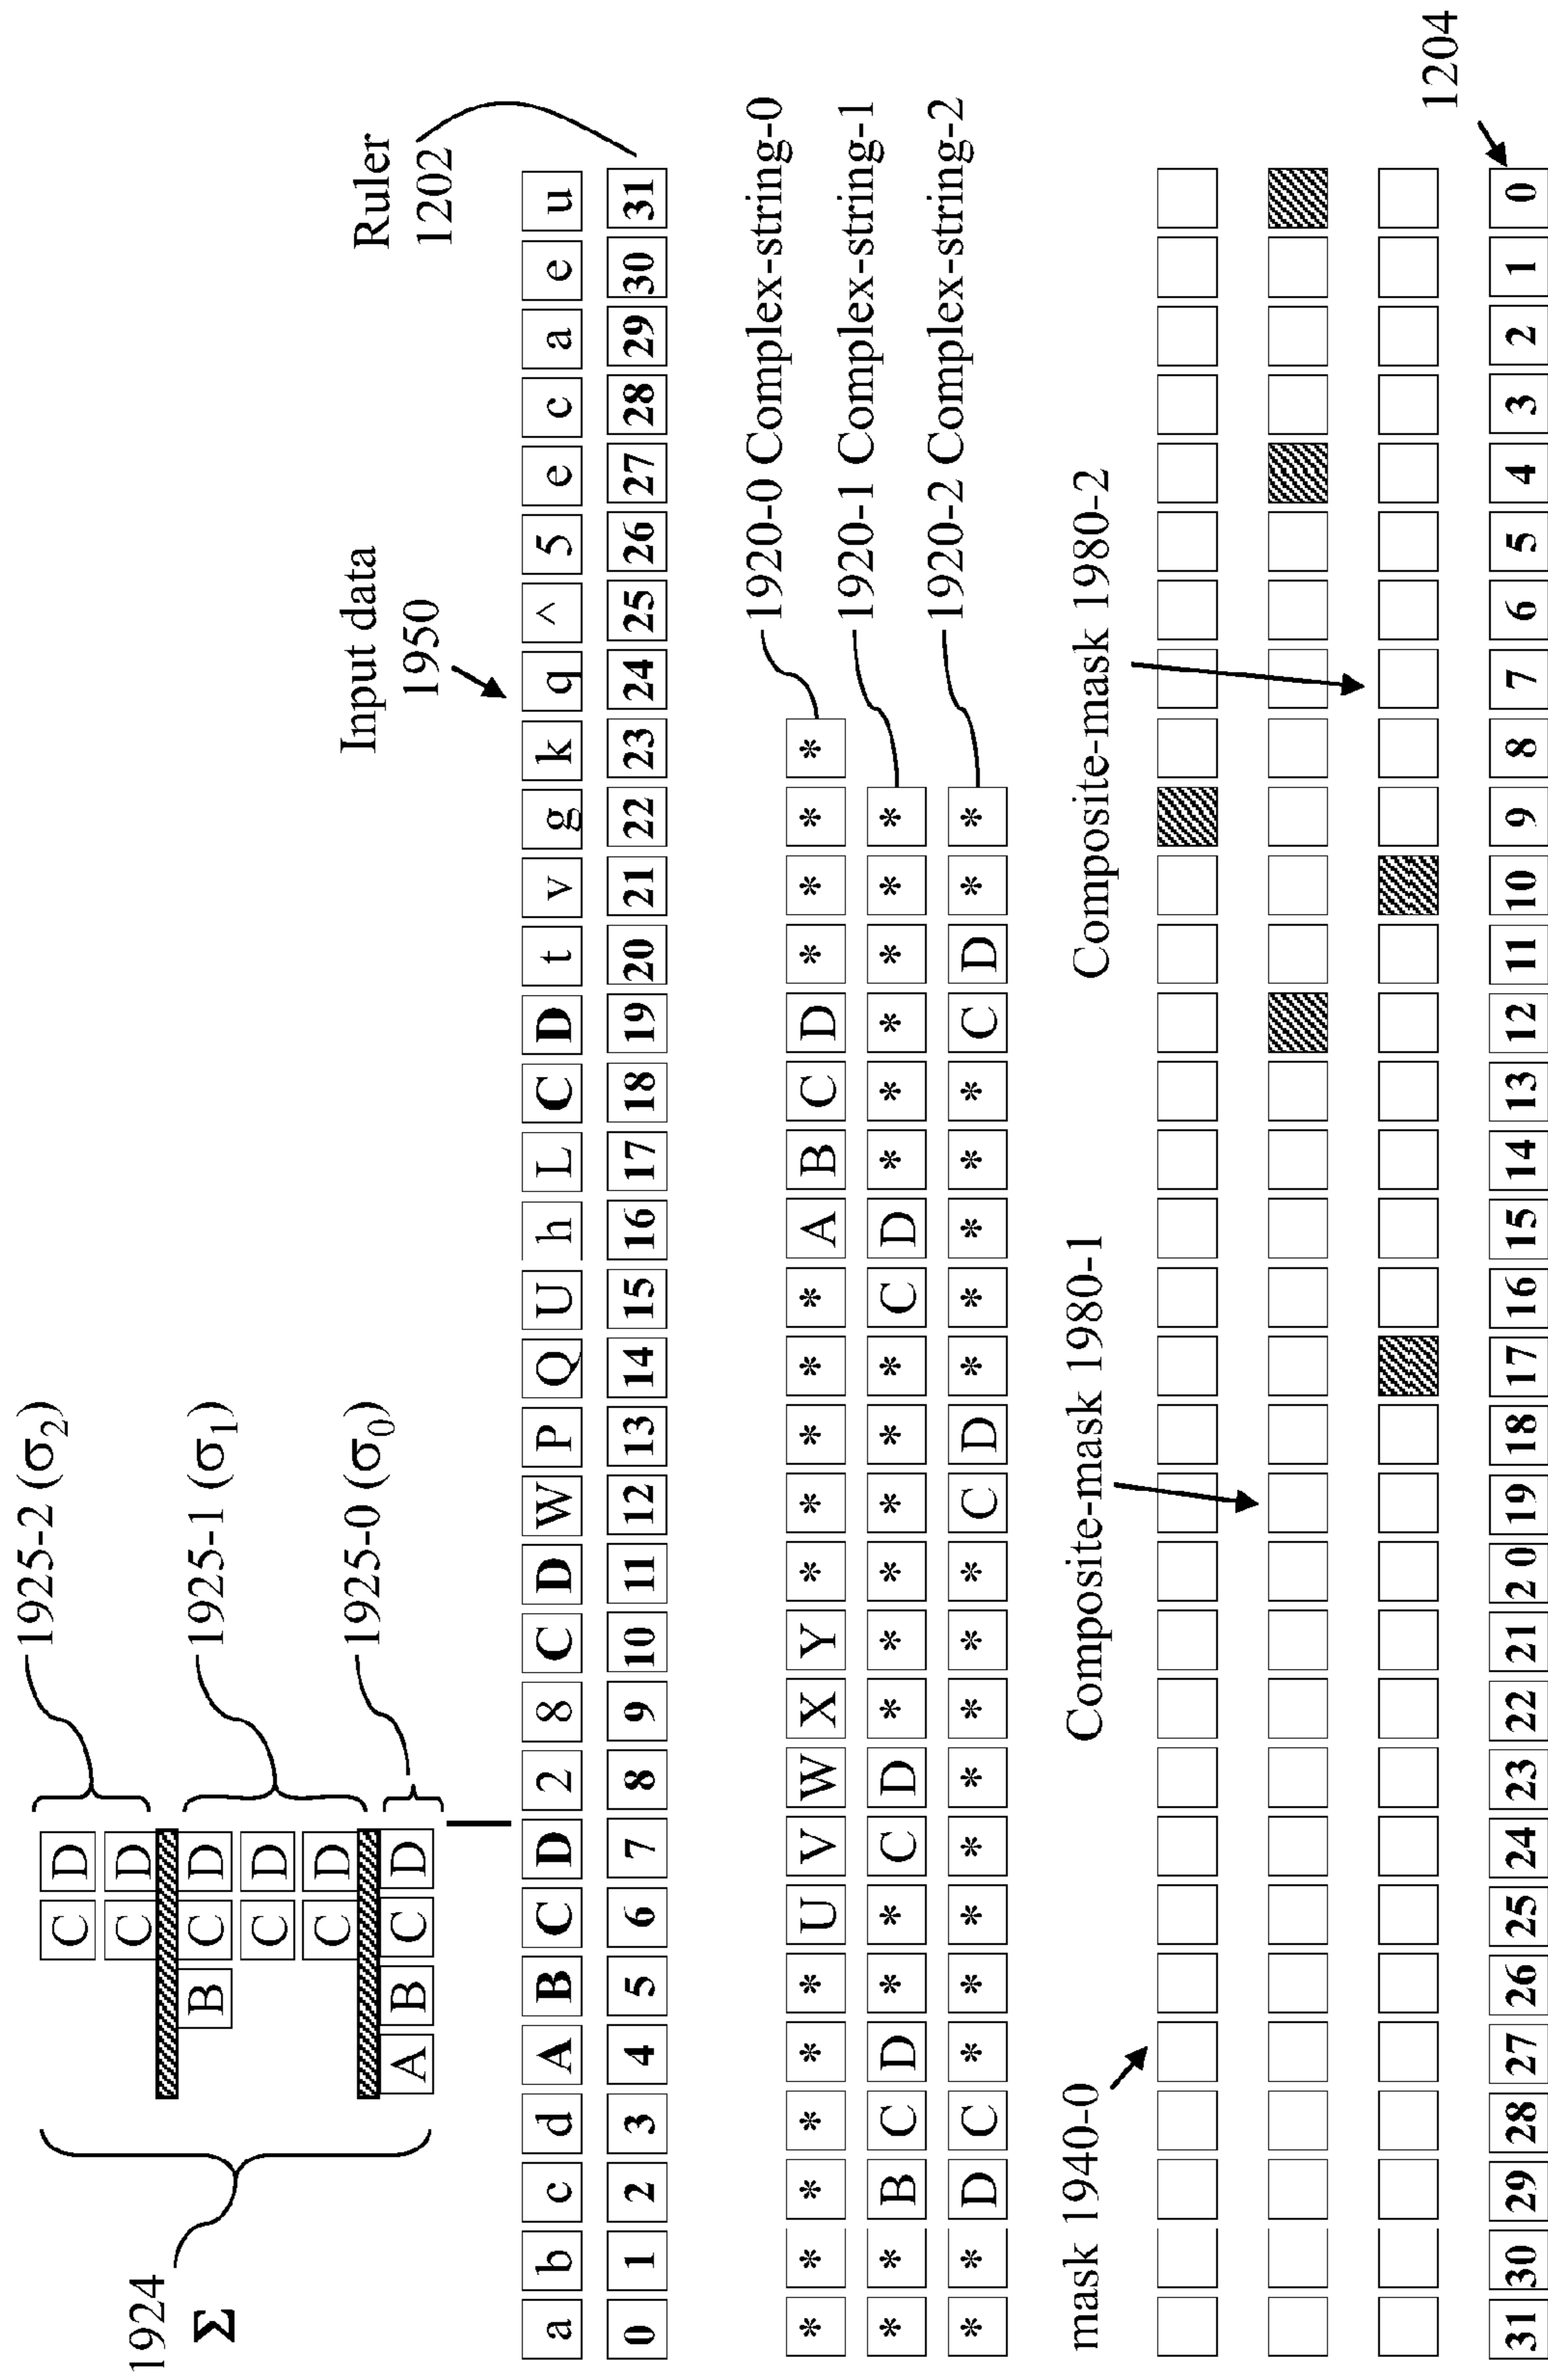 1924
Σ
C D
C D
B C D
C D
C D
A B C D
1925-2 (σ2)
1925-1 (σ1)
1925-0 (σ0)
Input data
1950
Ruler
1202
a b c d A B C D 2 8 C D W P Q U h L C D t v g k q ^ 5 e c a e u
0 1 2 3 4 5 6 7 8 9 10 11 12 13 14 15 16 17 18 19 20 21 22 23 24 25 26 27 28 29 30 31
* * * * * * U V W X Y * * * * * A B C D * * * * 1920-0 Complex-string-0
* * B C D * * C D * * * * * * C D * * * * * * 1920-1 Complex-string-1
* * D C * * * * * * * * C D * * * * * C D * * 1920-2 Complex-string-2
mask 1940-0
Composite-mask 1980-1
Composite-mask 1980-2
1204
31 30 29 28 27 26 25 24 23 22 21 20 19 18 17 16 15 14 13 12 11 10 9 8 7 6 5 4 3 2 1 0